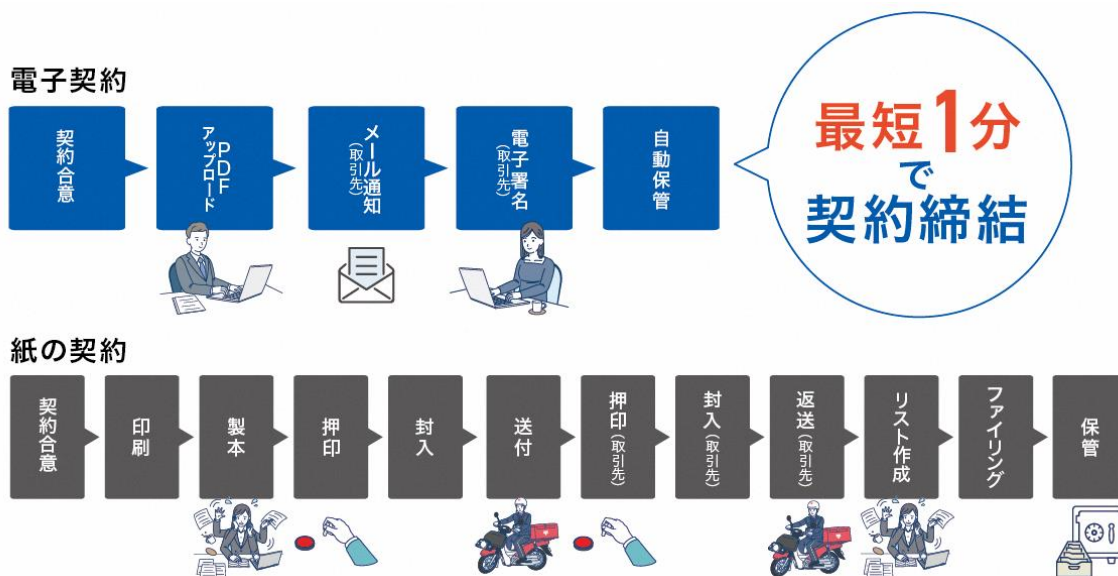 電子契約
契約合意
PDF
アップロード
メール通知
(取引先)
電子署名
(取引先)
自動保管
最短1分
で
契約締結
紙の契約
契約合意
印刷
製本
押印
封入
送付
押印(取引先)
封入(取引先)
返送(取引先)
リスト作成
ファイリング
保管